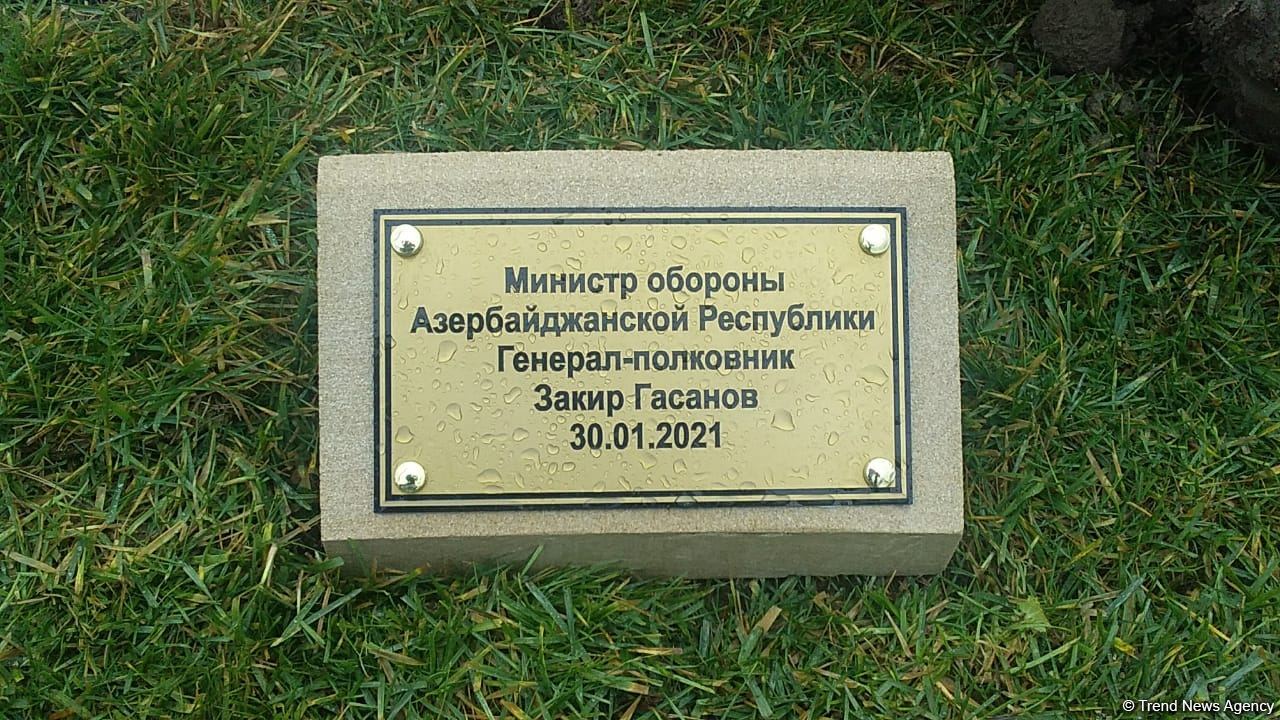 Министр обороны
Азербайджанской Республики
Генерал-полковник
Закир Гасанов
30.01.2021
© Trend News Agency